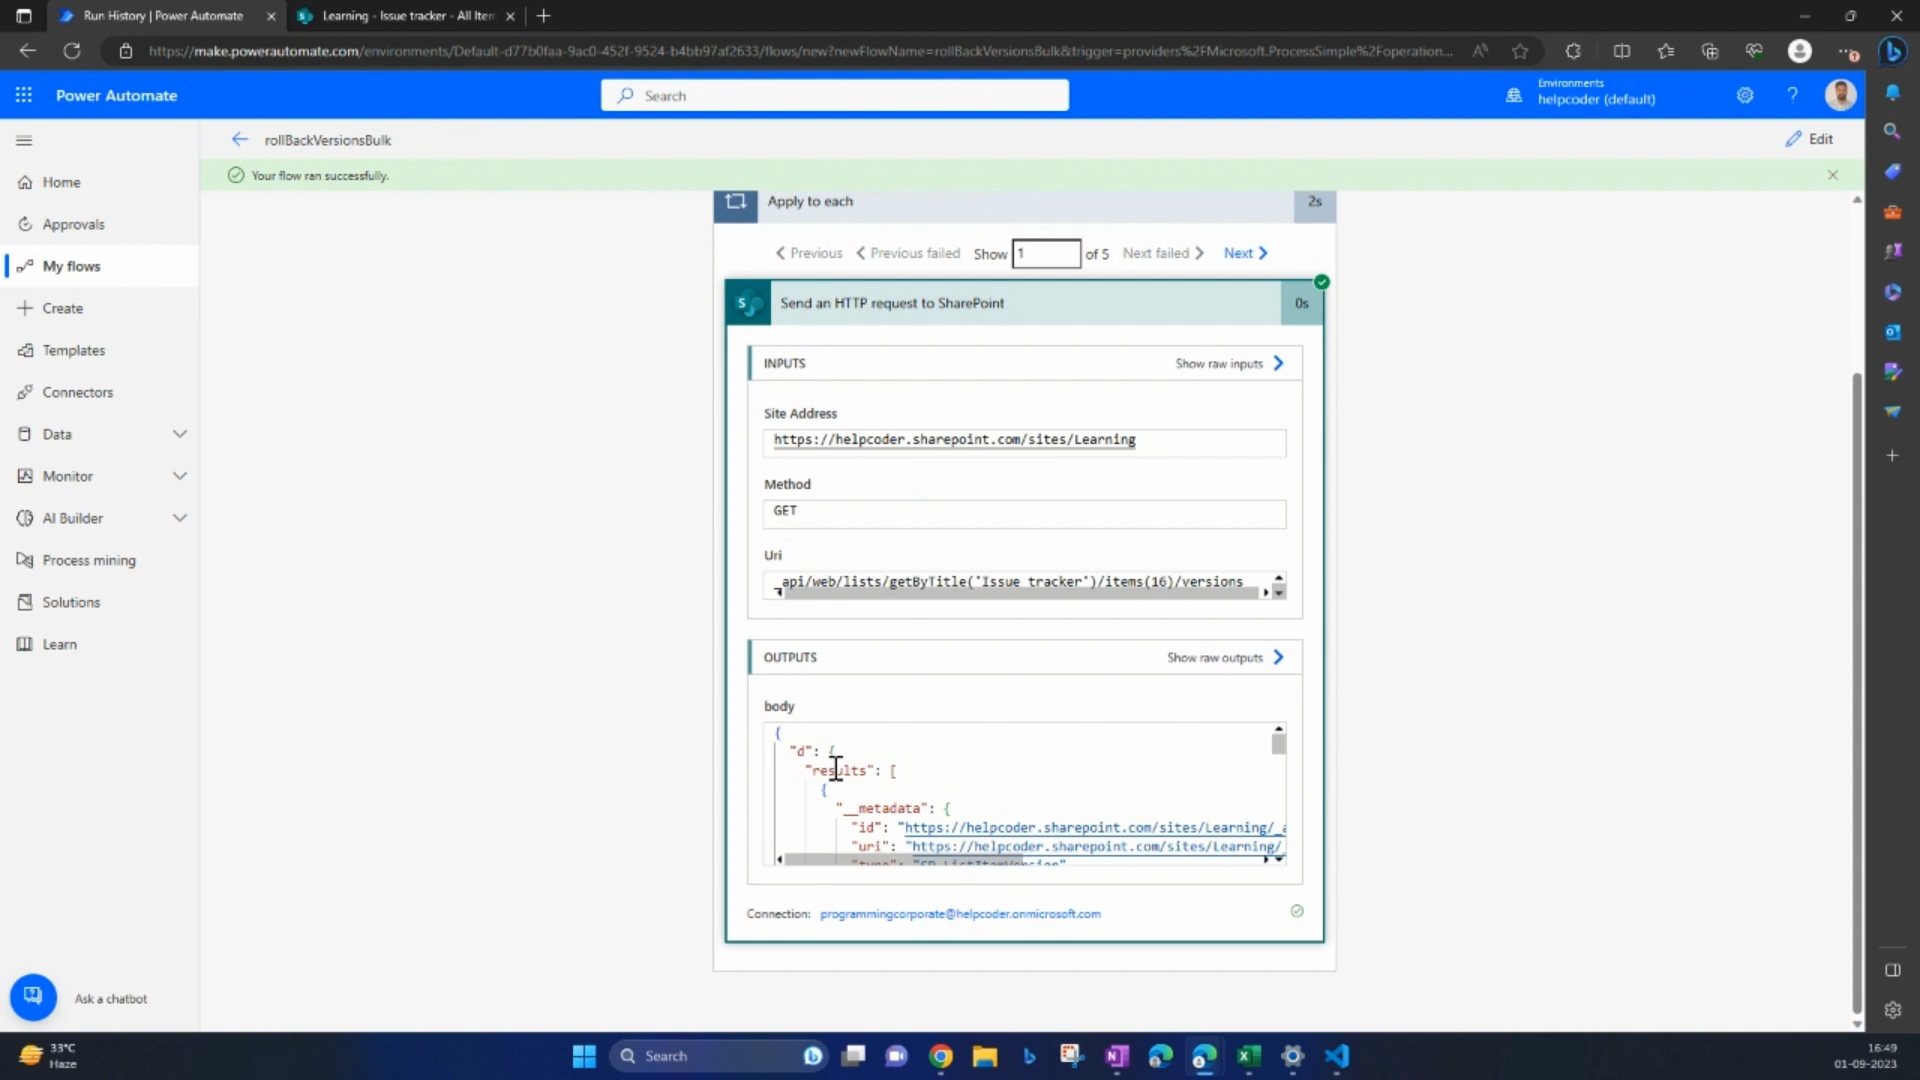 Run History | Power Automate
Learning - Issue tracker - All Iter
https://make.powerautomate.com/environments/Default-d77b0faa-9ac0-452f-9524-b4bb97af2633/flows/new?newFlowName=rollBackVersionsBulk&trigger=providers%2FMicrosoft.ProcessSimple%2Foperation...
Power Automate
Search
Environments
helpcoder (default)
rollBackVersionsBulk
Edit
Your flow ran successfully.
Home
Approvals
My flows
Create
Templates
Connectors
Data
Monitor
AI Builder
Process mining
Solutions
Learn
Ask a chatbot
Apply to each
2s
Previous Previous failed Show 1 of 5 Next failed Next
Send an HTTP request to SharePoint
0s
INPUTS
Show raw inputs
Site Address
https://helpcoder.sharepoint.com/sites/Learning
Method
GET
Uri
_api/web/lists/getByTitle('Issue tracker')/items(16)/versions
OUTPUTS
Show raw outputs
body
{
"d": {
"results": [
{
"__metadata": {
"id": "https://helpcoder.sharepoint.com/sites/Learning/_a
"uri": "https://helpcoder.sharepoint.com/sites/Learning/_
"type": "SP.ListItemVersion"
Connection: programmingcorporate@helpcoder.onmicrosoft.com
33°C
Haze
Search
16:49
01-09-2023